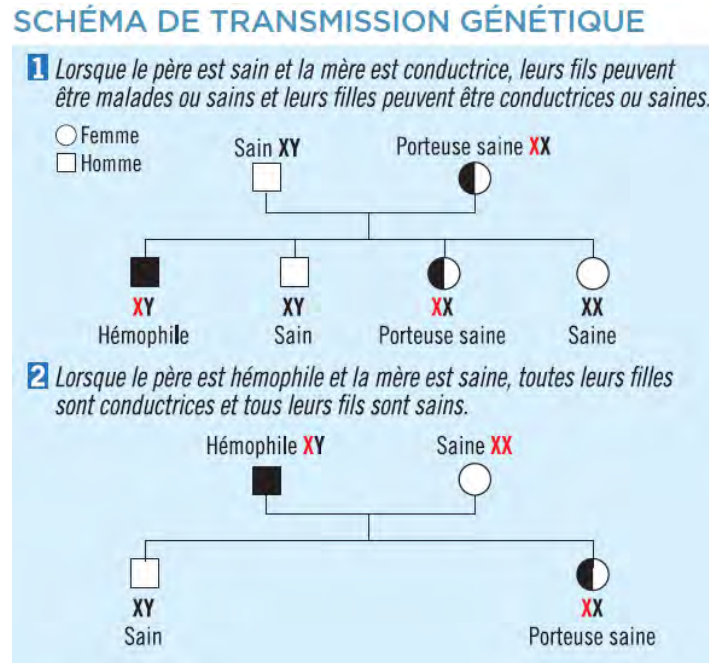 SCHÉMA DE TRANSMISSION GÉNÉTIQUE
1 Lorsque le père est sain et la mère est conductrice, leurs fils peuvent
être malades ou sains et leurs filles peuvent être conductrices ou saines.
Femme
Homme
Sain XY
Porteuse saine XX
XY
XY
XX
XX
Hémophile
Sain
Porteuse saine
Saine
2 Lorsque le père est hémophile et la mère est saine, toutes leurs filles
sont conductrices et tous leurs fils sont sains.
Hémophile XY
Saine XX
XY
XX
Sain
Porteuse saine